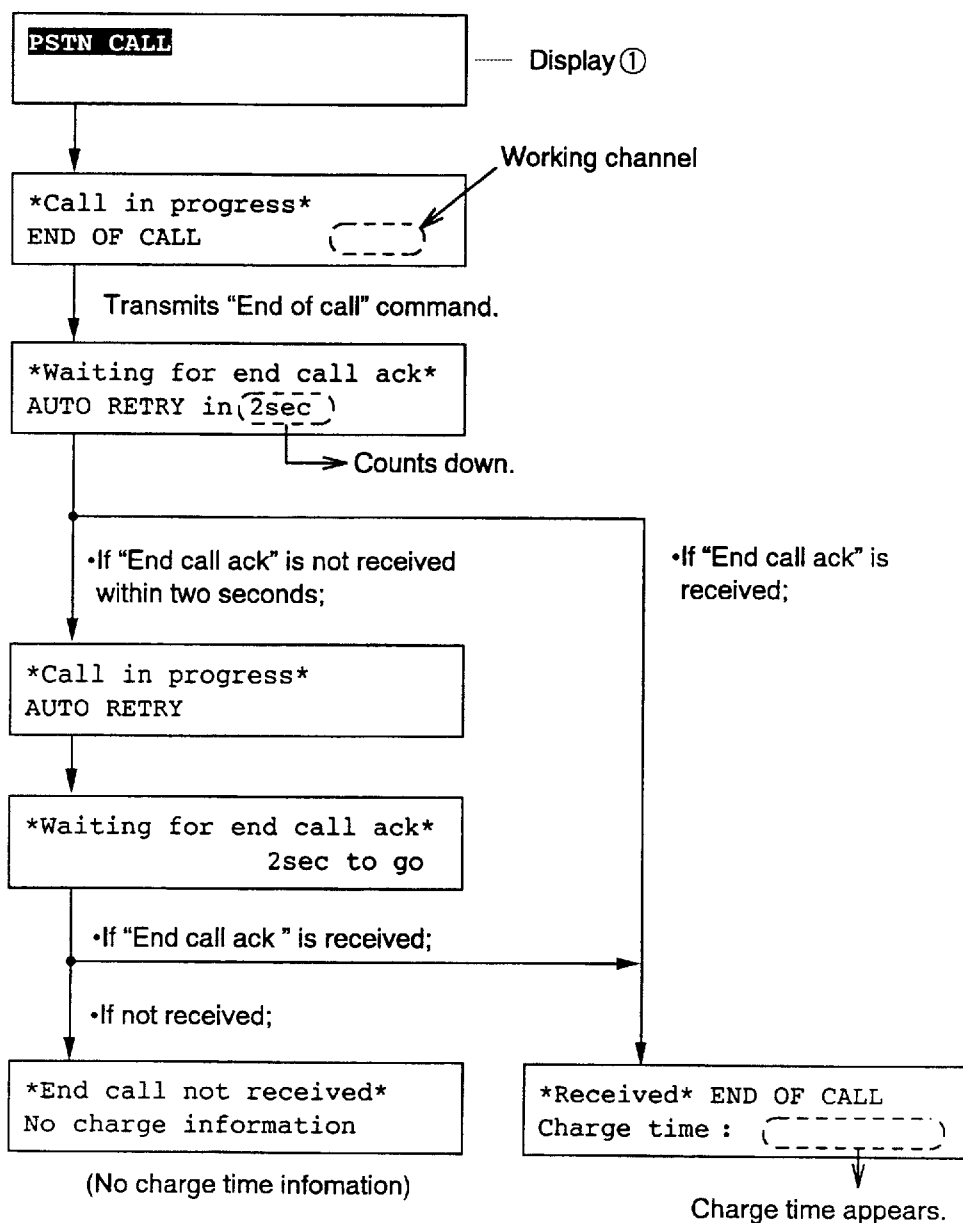 PSTN CALL
Display①
Working channel
*Call in progress*
END OF CALL
Transmits “End of call” command.
*Waiting for end call ack*
AUTO RETRY in 2sec
Counts down.
•If “End call ack” is not received
within two seconds;
•If “End call ack” is
received;
*Call in progress*
AUTO RETRY
*Waiting for end call ack*
2sec to go
•If “End call ack ” is received;
•If not received;
*End call not received*
No charge information
(No charge time infomation)
*Received* END OF CALL
Charge time :
Charge time appears.